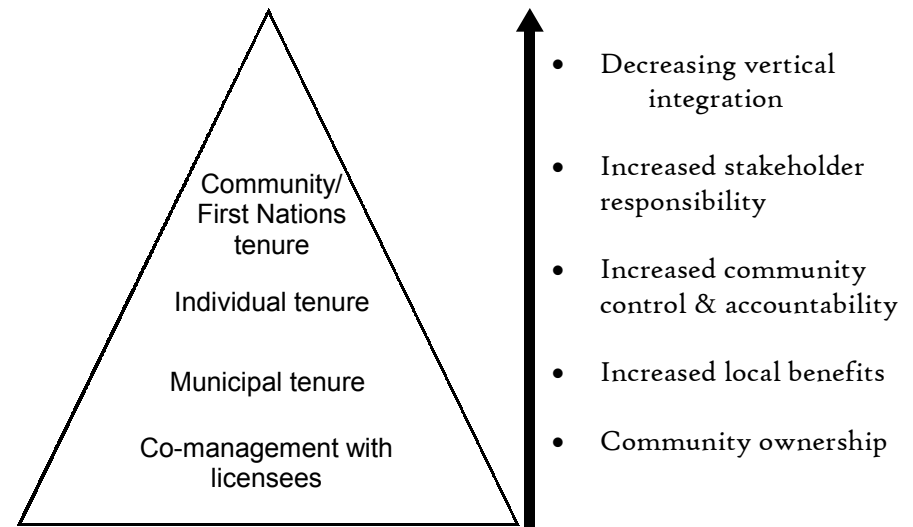 Community/
First Nations
tenure
Individual tenure
Municipal tenure
Co-management with
licensees
• Decreasing vertical
integration
• Increased stakeholder
responsibility
• Increased community
control & accountability
• Increased local benefits
• Community ownership